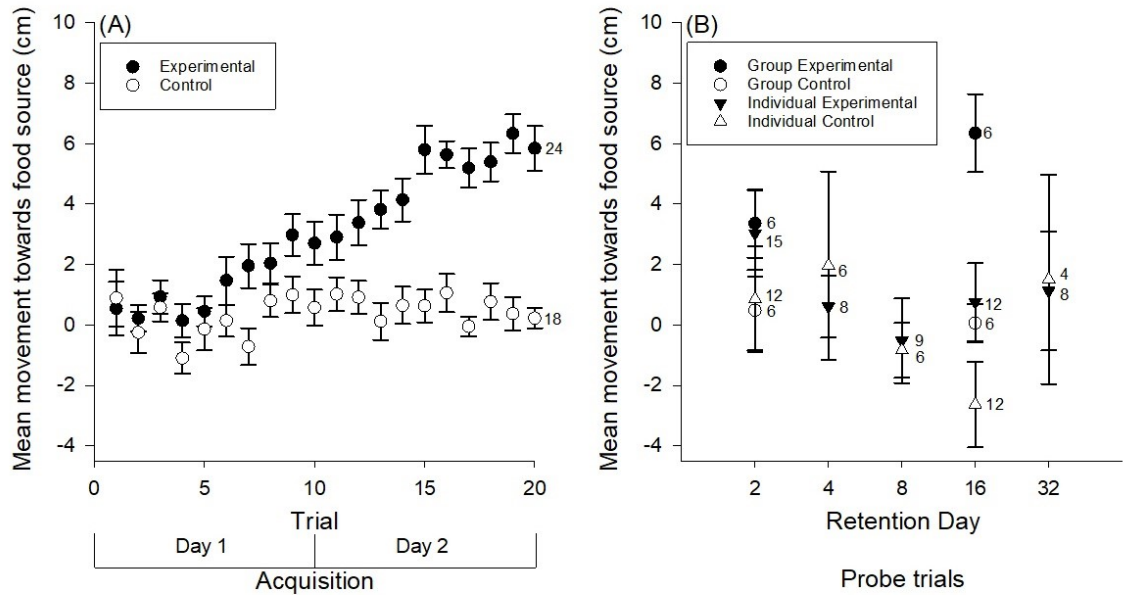 (A)
Experimental
Control
Mean movement towards food source (cm)
10
8
6
4
2
0
-2
-4
24
18
0 5 10 15 20
Trial
Day 1 Day 2
Acquisition
(B)
Group Experimental
Group Control
Individual Experimental
Individual Control
Mean movement towards food source (cm)
10
8
6
4
2
0
-2
-4
6
15
12
6
6
8
9
6
6
12
6
12
4
8
2 4 8 16 32
Retention Day
Probe trials